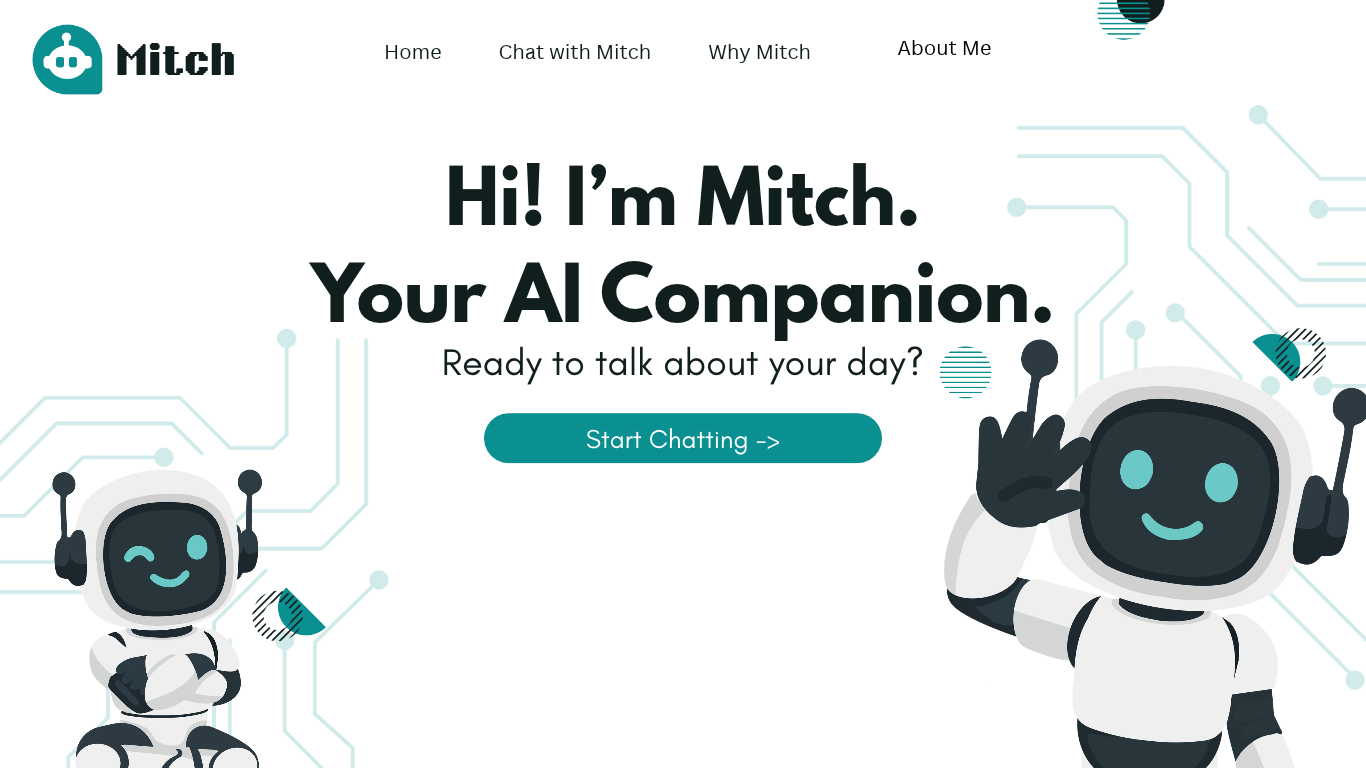 Mitch
Home
Chat with Mitch
Why Mitch
About Me
Hi! I’m Mitch.
Your AI Companion.
Ready to talk about your day?
Start Chatting ->